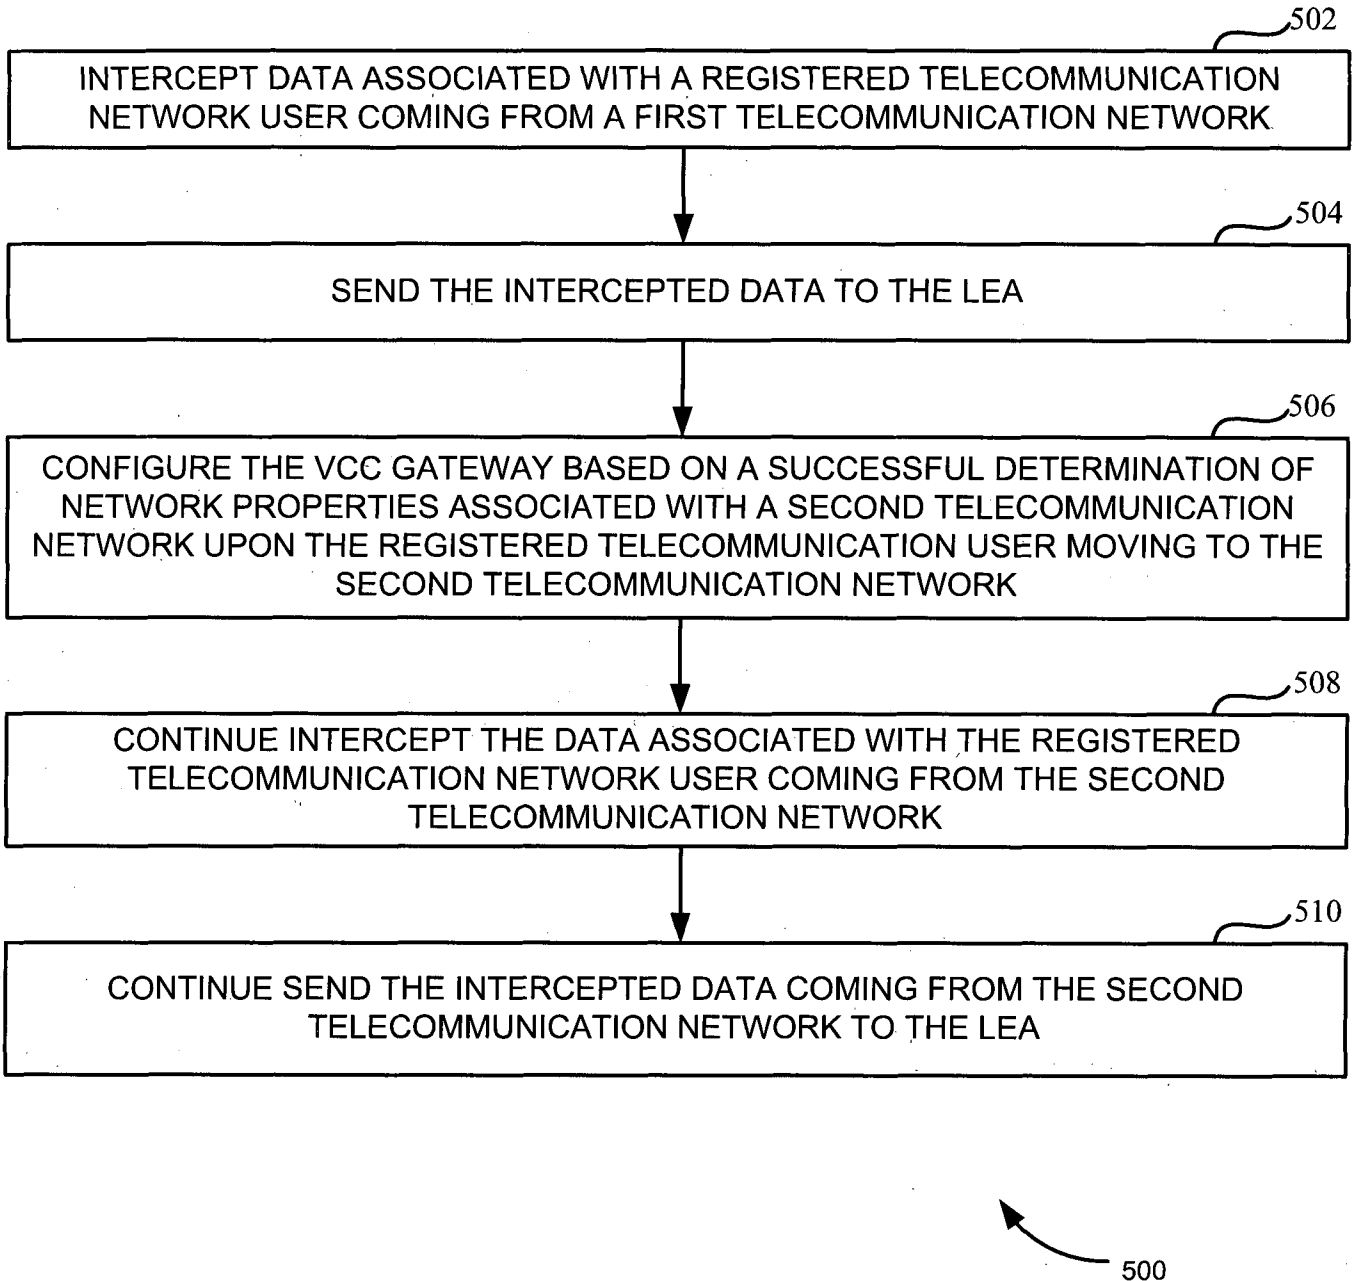 502
INTERCEPT DATA ASSOCIATED WITH A REGISTERED TELECOMMUNICATION
NETWORK USER COMING FROM A FIRST TELECOMMUNICATION NETWORK
504
SEND THE INTERCEPTED DATA TO THE LEA
506
CONFIGURE THE VCC GATEWAY BASED ON A SUCCESSFUL DETERMINATION OF
NETWORK PROPERTIES ASSOCIATED WITH A SECOND TELECOMMUNICATION
NETWORK UPON THE REGISTERED TELECOMMUNICATION USER MOVING TO THE
SECOND TELECOMMUNICATION NETWORK
508
CONTINUE INTERCEPT THE DATA ASSOCIATED WITH THE REGISTERED
TELECOMMUNICATION NETWORK USER COMING FROM THE SECOND
TELECOMMUNICATION NETWORK
510
CONTINUE SEND THE INTERCEPTED DATA COMING FROM THE SECOND
TELECOMMUNICATION NETWORK TO THE LEA
500